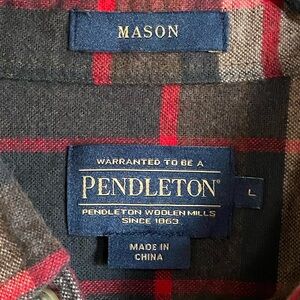 MASON
WARRANTED TO BE A
PENDLETON®
L
PENDLETON WOOLEN MILLS
SINCE 1863
MADE IN
CHINA